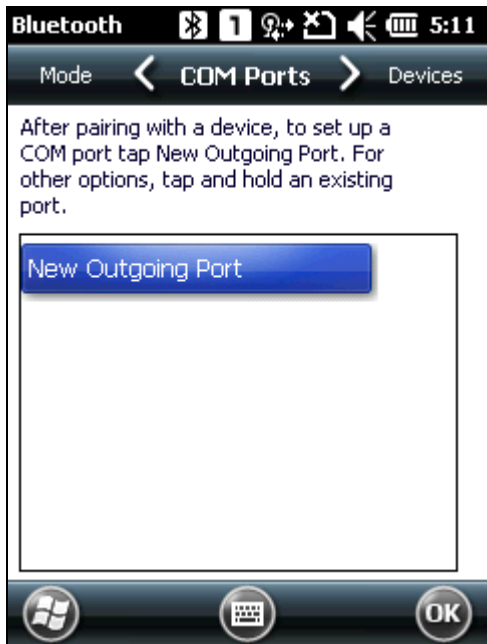 Bluetooth 1 5:11
Mode COM Ports Devices
After pairing with a device, to set up a
COM port tap New Outgoing Port. For
other options, tap and hold an existing
port.
New Outgoing Port
OK